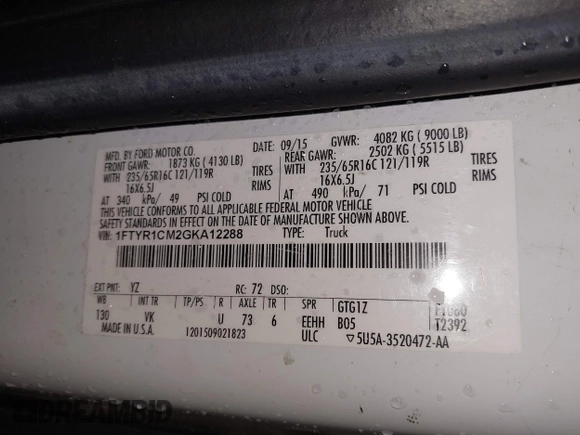 MFD. BY FORD MOTOR CO. DATE: 09/15 GVWR: 4082 KG ( 9000 LB)
FRONT GAWR: 1873 KG ( 4130 LB) REAR GAWR: 2502 KG ( 5515 LB)
WITH 235/65R16C 121/119R TIRES WITH 235/65R16C 121/119R TIRES
16X6.5J RIMS 16X6.5J RIMS
AT 340 kPa/ 49 PSI COLD AT 490 kPa/ 71 PSI COLD
THIS VEHICLE CONFORMS TO ALL APPLICABLE FEDERAL MOTOR VEHICLE
SAFETY STANDARDS IN EFFECT ON THE DATE OF MANUFACTURE SHOWN ABOVE.
VIN: 1FTYR1CM2GKA12288 TYPE: Truck
EXT PNT: YZ RC: 72 DSO:
WB INT TR TP/PS R AXLE TR SPR GTG1Z
130 VK U 73 6 EEHH B05 T2392
MADE IN U.S.A. 1201509021823 ULC ▽5U5A-3520472-AA
DREAMBID